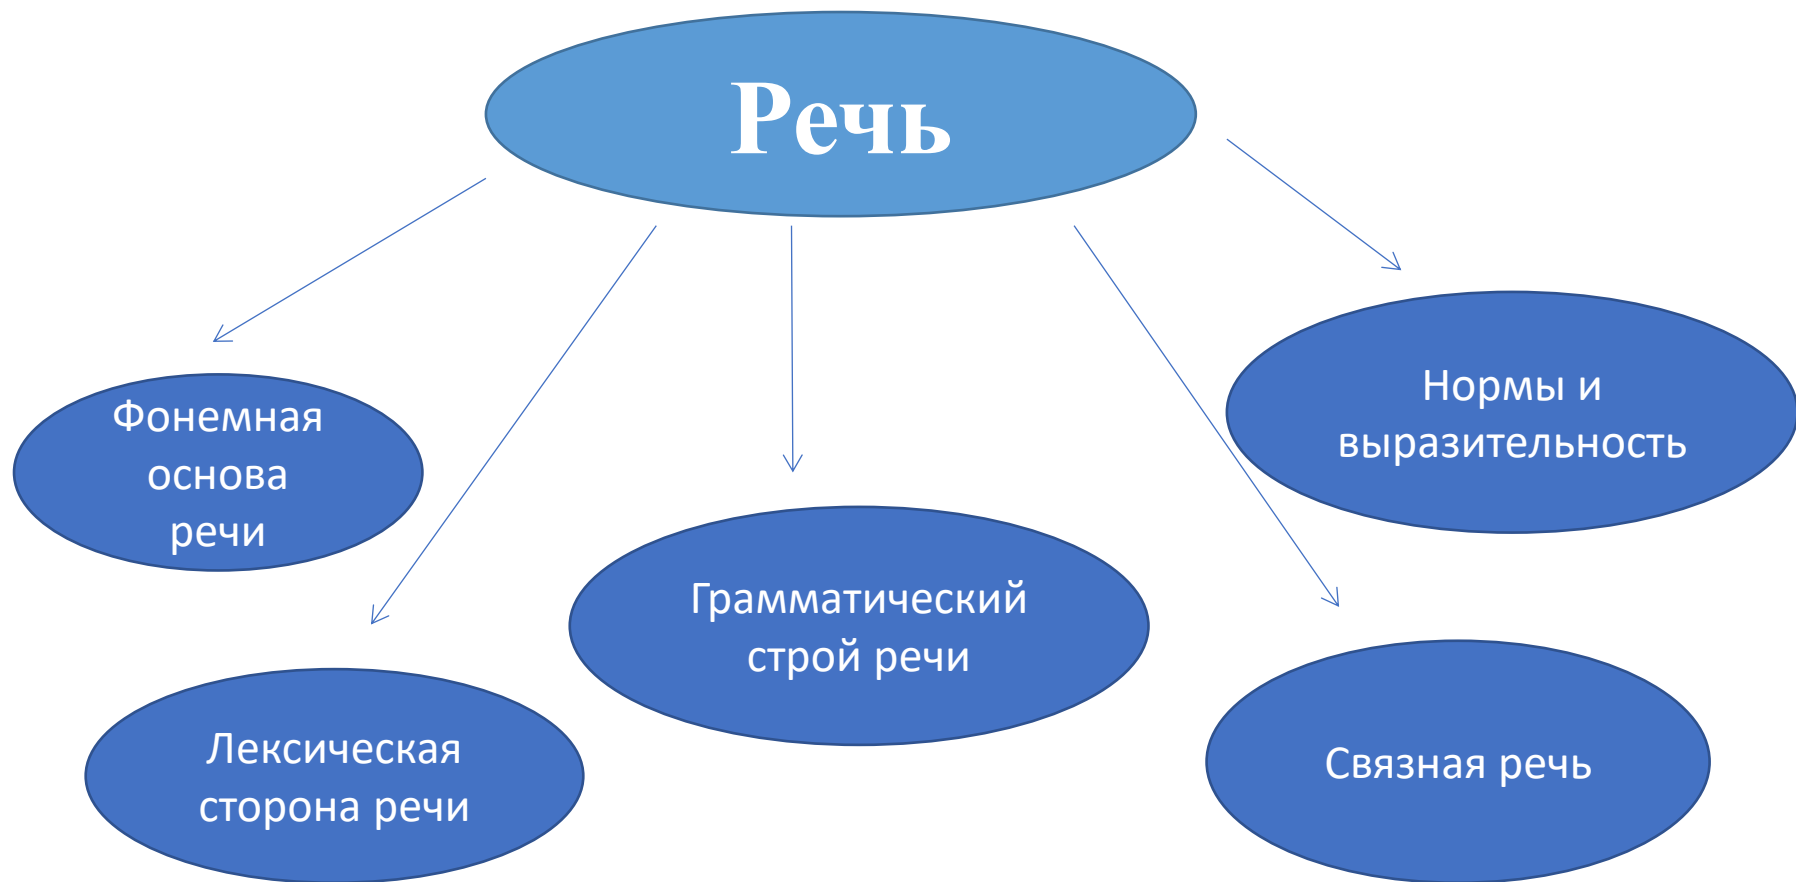 Речь
Фонемная
основа
речи
Лексическая
сторона речи
Грамматический
строй речи
Связная речь
Нормы и
выразительность